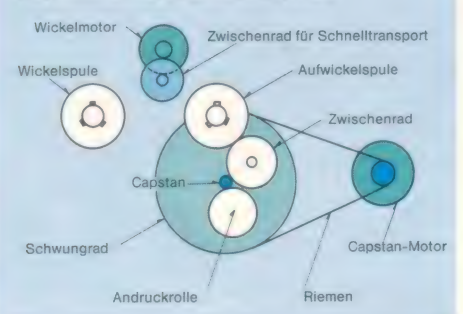 Wickelmotor
Zwischenrad für Schnelltransport
Wickelspule
Aufwickelspule
Zwischenrad
Capstan
Schwungrad
Capstan-Motor
Andruckrolle
Riemen